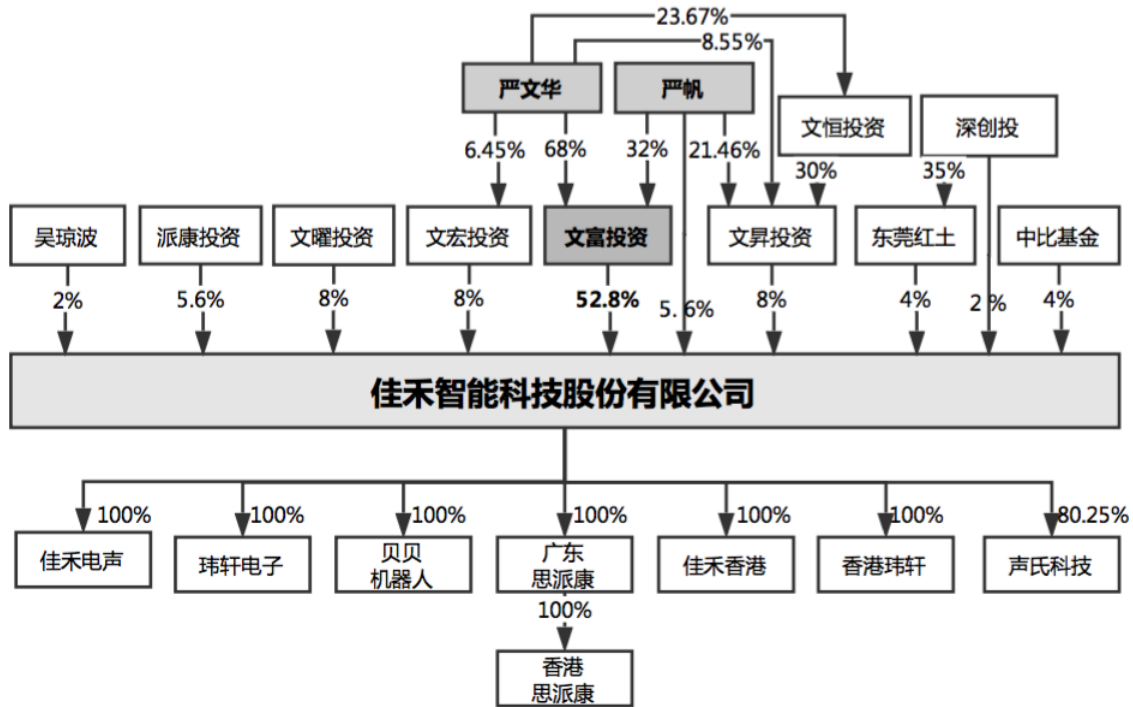 23.67%
8.55%
严文华
严帆
文恒投资
深创投
6.45%
68%
32%
21.46%
30%
35%
吴琼波
派康投资
文曜投资
文宏投资
文富投资
文昇投资
东莞红土
中比基金
2%
5.6%
8%
8%
52.8%
5.6%
8%
4%
2%
4%
佳禾智能科技股份有限公司
100%
100%
100%
100%
100%
100%
80.25%
佳禾电声
玮轩电子
贝贝
机器人
广东
思派康
佳禾香港
香港玮轩
声氏科技
100%
香港
思派康